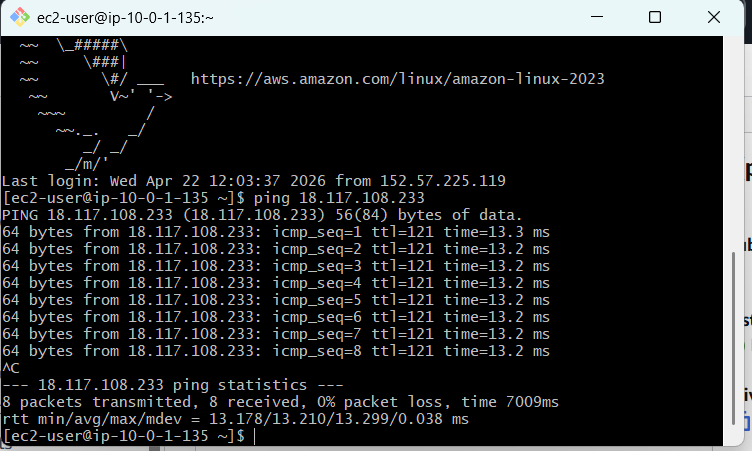 ec2-user@ip-10-0-1-135:~
  ~~  \_#####\
  ~~     \###|
  ~~       \#/ ___   https://aws.amazon.com/linux/amazon-linux-2023
   ~~       V~' '->
    ~~~         /
      ~~._.   _/
         _/ _/
       _/m/'
Last login: Wed Apr 22 12:03:37 2026 from 152.57.225.119
[ec2-user@ip-10-0-1-135 ~]$ ping 18.117.108.233
PING 18.117.108.233 (18.117.108.233) 56(84) bytes of data.
64 bytes from 18.117.108.233: icmp_seq=1 ttl=121 time=13.3 ms
64 bytes from 18.117.108.233: icmp_seq=2 ttl=121 time=13.2 ms
64 bytes from 18.117.108.233: icmp_seq=3 ttl=121 time=13.2 ms
64 bytes from 18.117.108.233: icmp_seq=4 ttl=121 time=13.2 ms
64 bytes from 18.117.108.233: icmp_seq=5 ttl=121 time=13.2 ms
64 bytes from 18.117.108.233: icmp_seq=6 ttl=121 time=13.2 ms
64 bytes from 18.117.108.233: icmp_seq=7 ttl=121 time=13.2 ms
64 bytes from 18.117.108.233: icmp_seq=8 ttl=121 time=13.2 ms
^C
--- 18.117.108.233 ping statistics ---
8 packets transmitted, 8 received, 0% packet loss, time 7009ms
rtt min/avg/max/mdev = 13.178/13.210/13.299/0.038 ms
[ec2-user@ip-10-0-1-135 ~]$